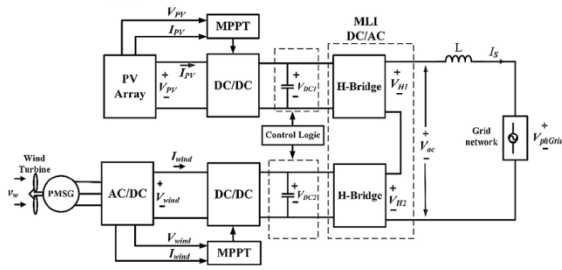 V_PV
I_PV
MPPT
MLI
DC/AC
L
I_S
PV
Array
+
V_PV
−
I_PV
DC/DC
+
V_DC1
−
H-Bridge
+
V_H1
−
Control Logic
+
V_ac
−
Grid
network
+
V_phGrid
−
Wind
Turbine
v_w
PMSG
AC/DC
I_wind
+
V_wind
−
DC/DC
+
V_DC2
−
H-Bridge
+
V_H2
−
V_wind
I_wind
MPPT